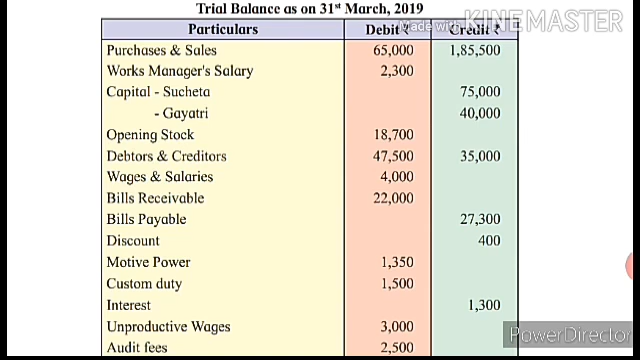 Trial Balance as on 31st March, 2019
Made with KINEMASTER
Particulars Debit ₹ Credit ₹
Purchases & Sales 65,000 1,85,500
Works Manager's Salary 2,300
Capital - Sucheta 75,000
- Gayatri 40,000
Opening Stock 18,700
Debtors & Creditors 47,500 35,000
Wages & Salaries 4,000
Bills Receivable 22,000
Bills Payable 27,300
Discount 400
Motive Power 1,350
Custom duty 1,500
Interest 1,300
Unproductive Wages 3,000
PowerDirector
Audit fees 2,500